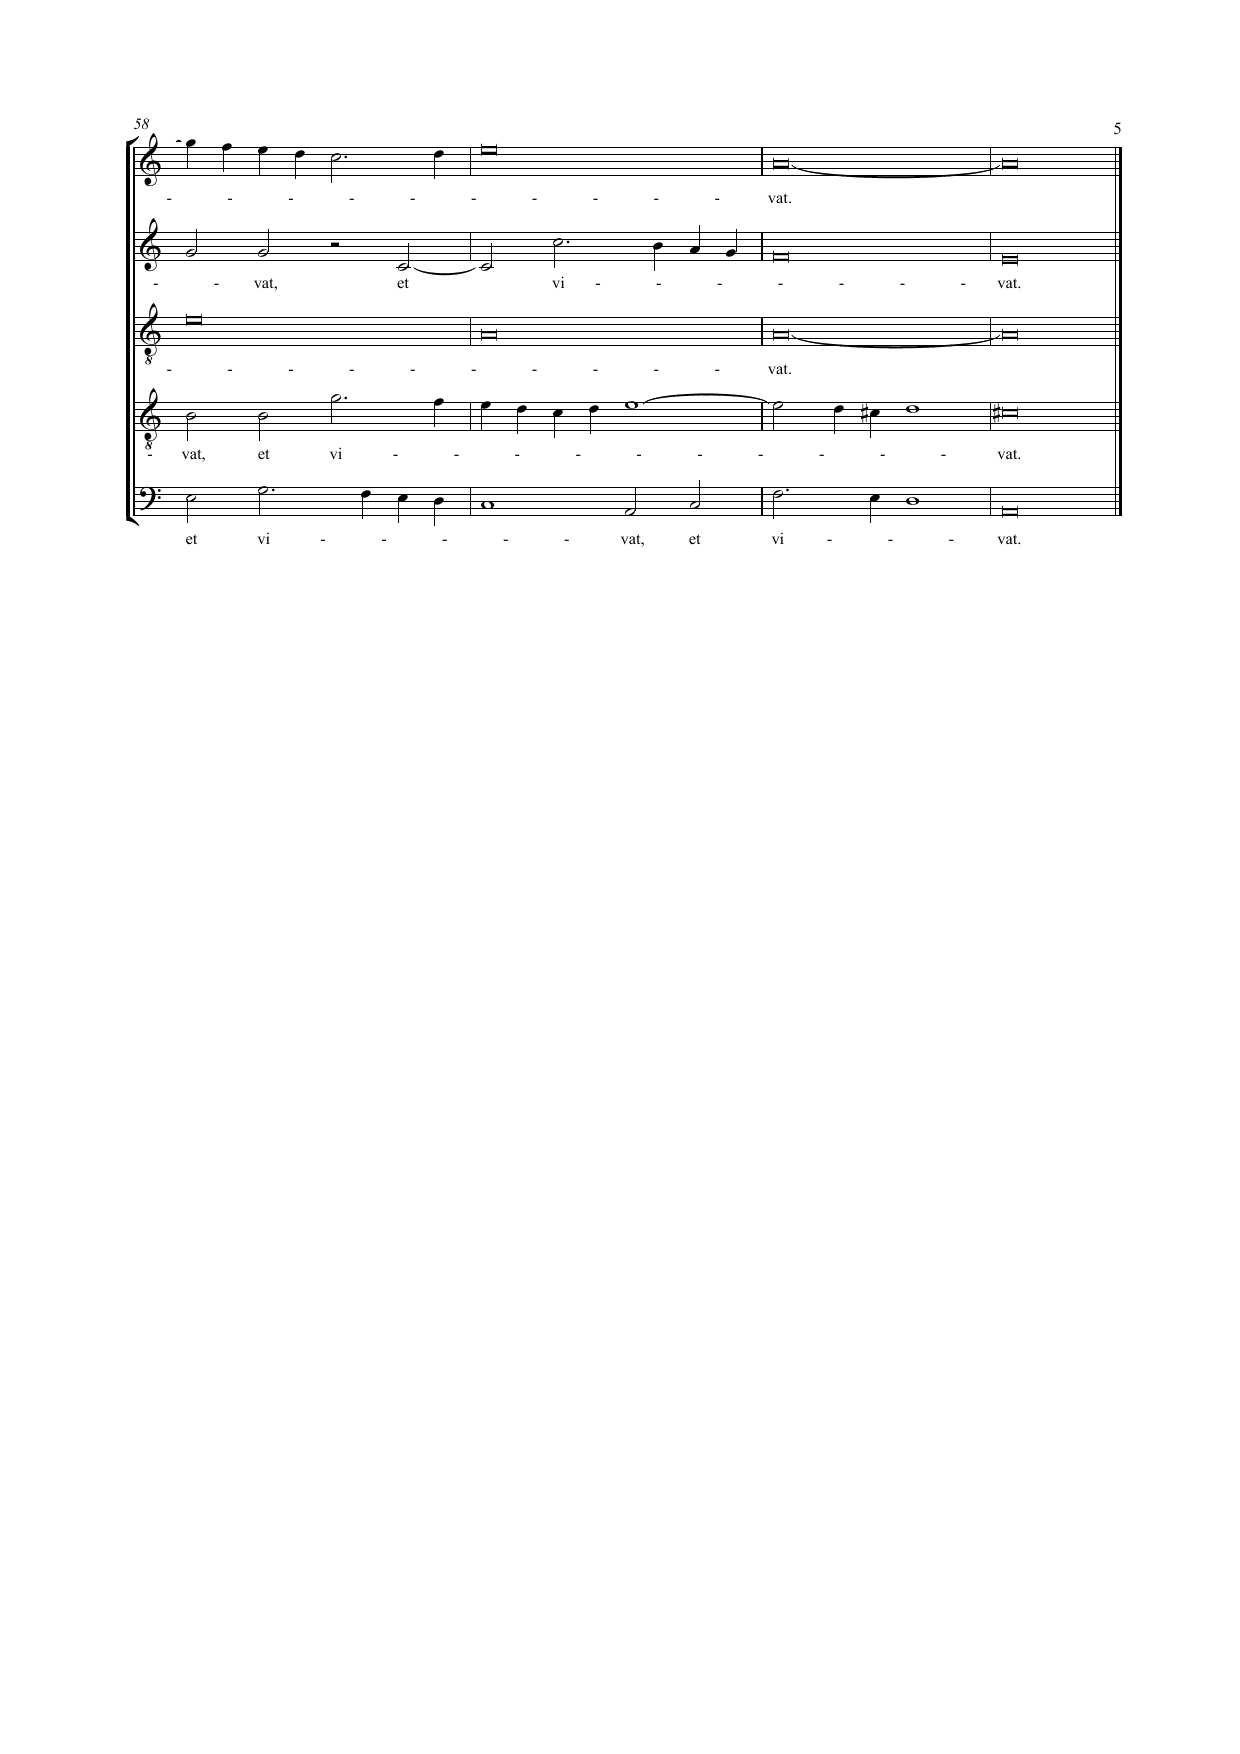 58
5
- - - - - - - - - - vat.
- - vat, et vi - - - - - - - vat.
- - - - - - - - - - vat.
- vat, et vi - - - - - - - - - - vat.
et vi - - - - - vat, et vi - - - vat.